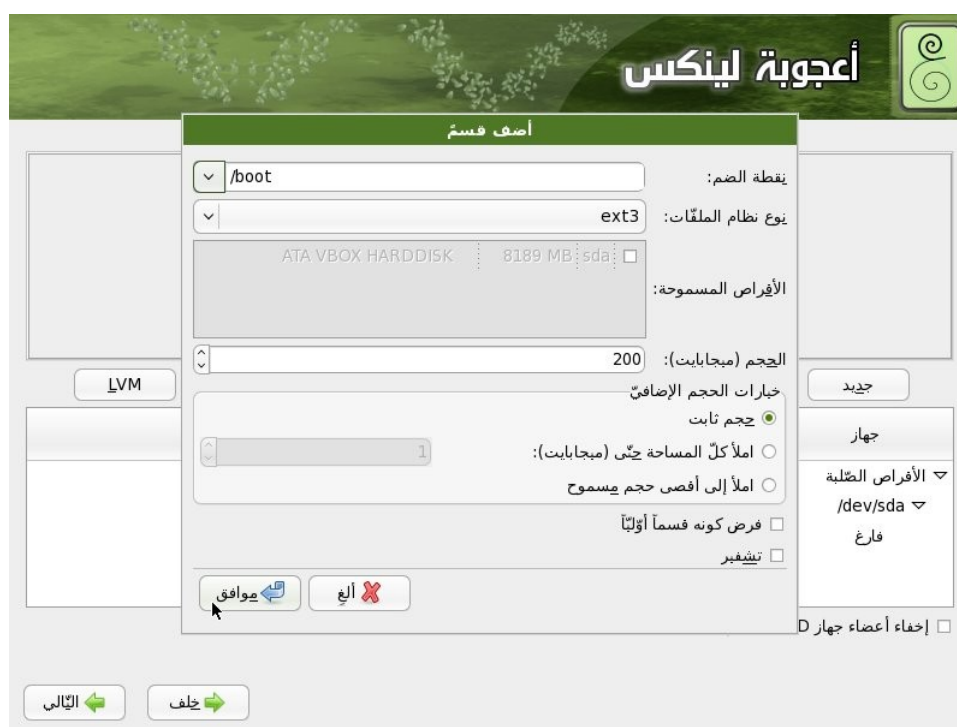 أعجوبة لينكس
أضف قسمٌ
نقطة الضم: /boot
نوع نظام الملفّات: ext3
الأقراص المسموحة:
sda 8189 MB ATA VBOX HARDDISK
الحجم (ميجابايت): 200
خيارات الحجم الإضافيّ
حجم ثابت
املأ كلّ المساحة حتّى (ميجابايت): 1
املأ إلى أقصى حجم مسموح
فرض كونه قسماً أوّليّاً
تشفير
ألغِ
موافق
جديد
LVM
جهاز
الأقراص الصّلبة
/dev/sda
فارغ
إخفاء أعضاء جهاز
خلف
التّالي